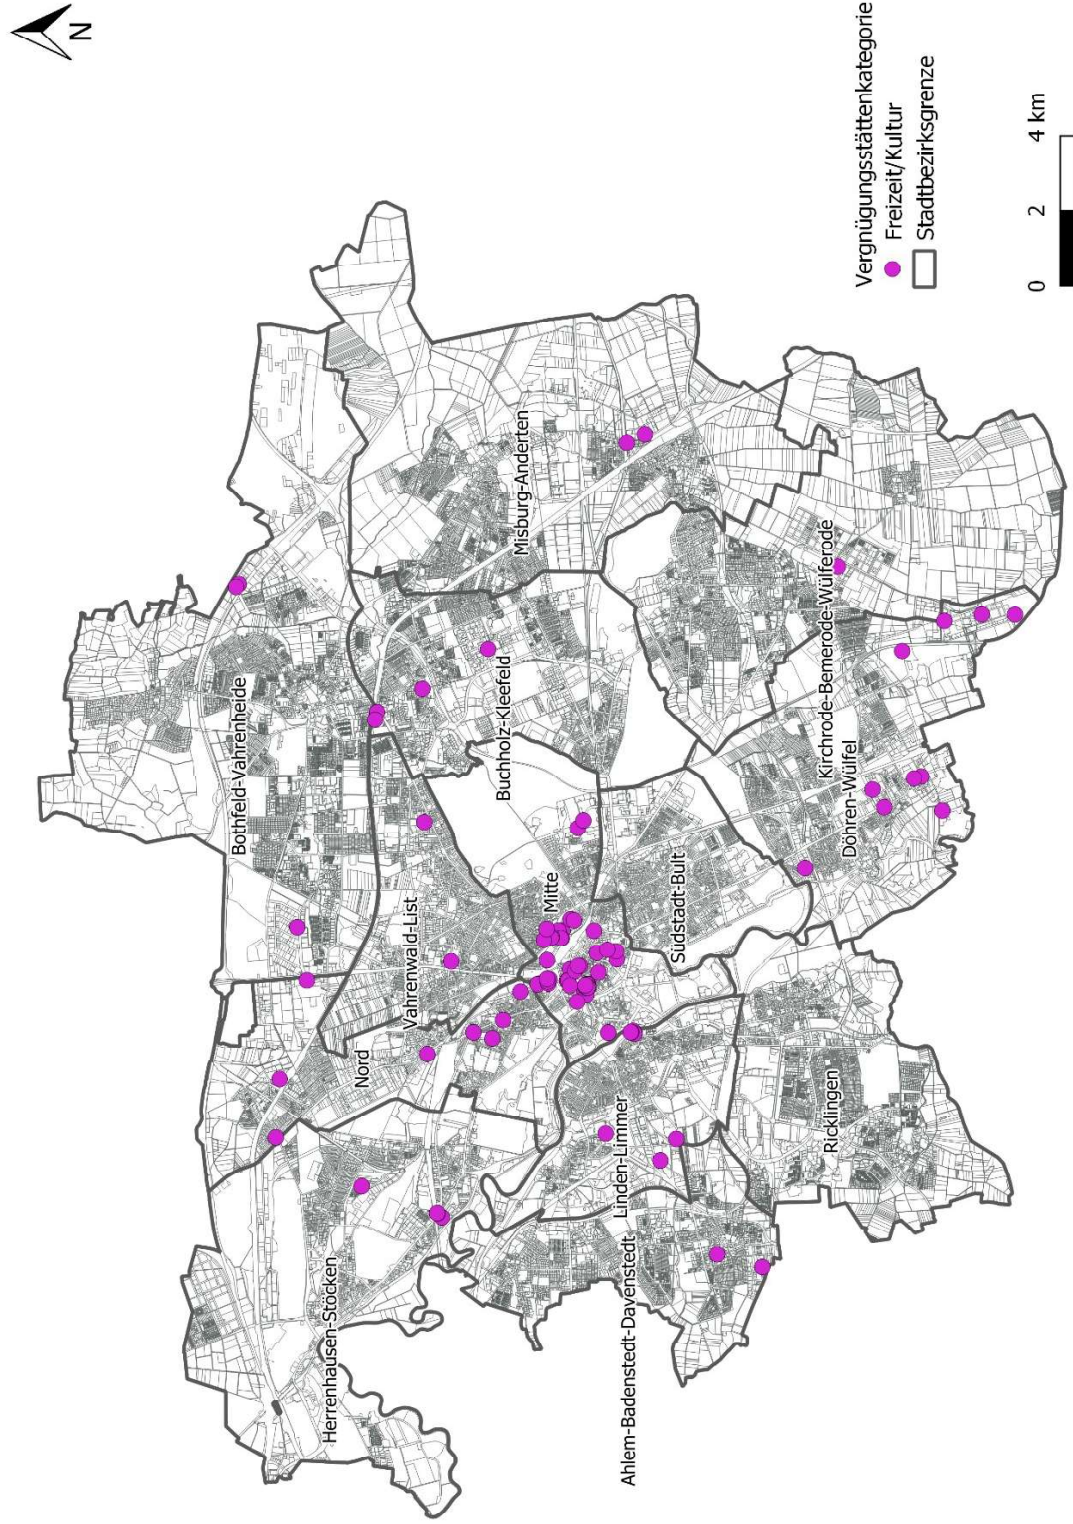 N
Bothfeld-Vahrenheide
Herrenhausen-Stöcken
Nord
Vahrenwald-List
Buchholz-Kleefeld
Misburg-Anderten
Mitte
Ahlem-Badenstedt-Davenstedt
Linden-Limmer
Südstadt-Bult
Ricklingen
Döhren-Wülfel
Kirchrode-Bemerode-Wülferode
Vergnügungsstättenkategorie
Freizeit/Kultur
Stadtbezirksgrenze
0 2 4 km